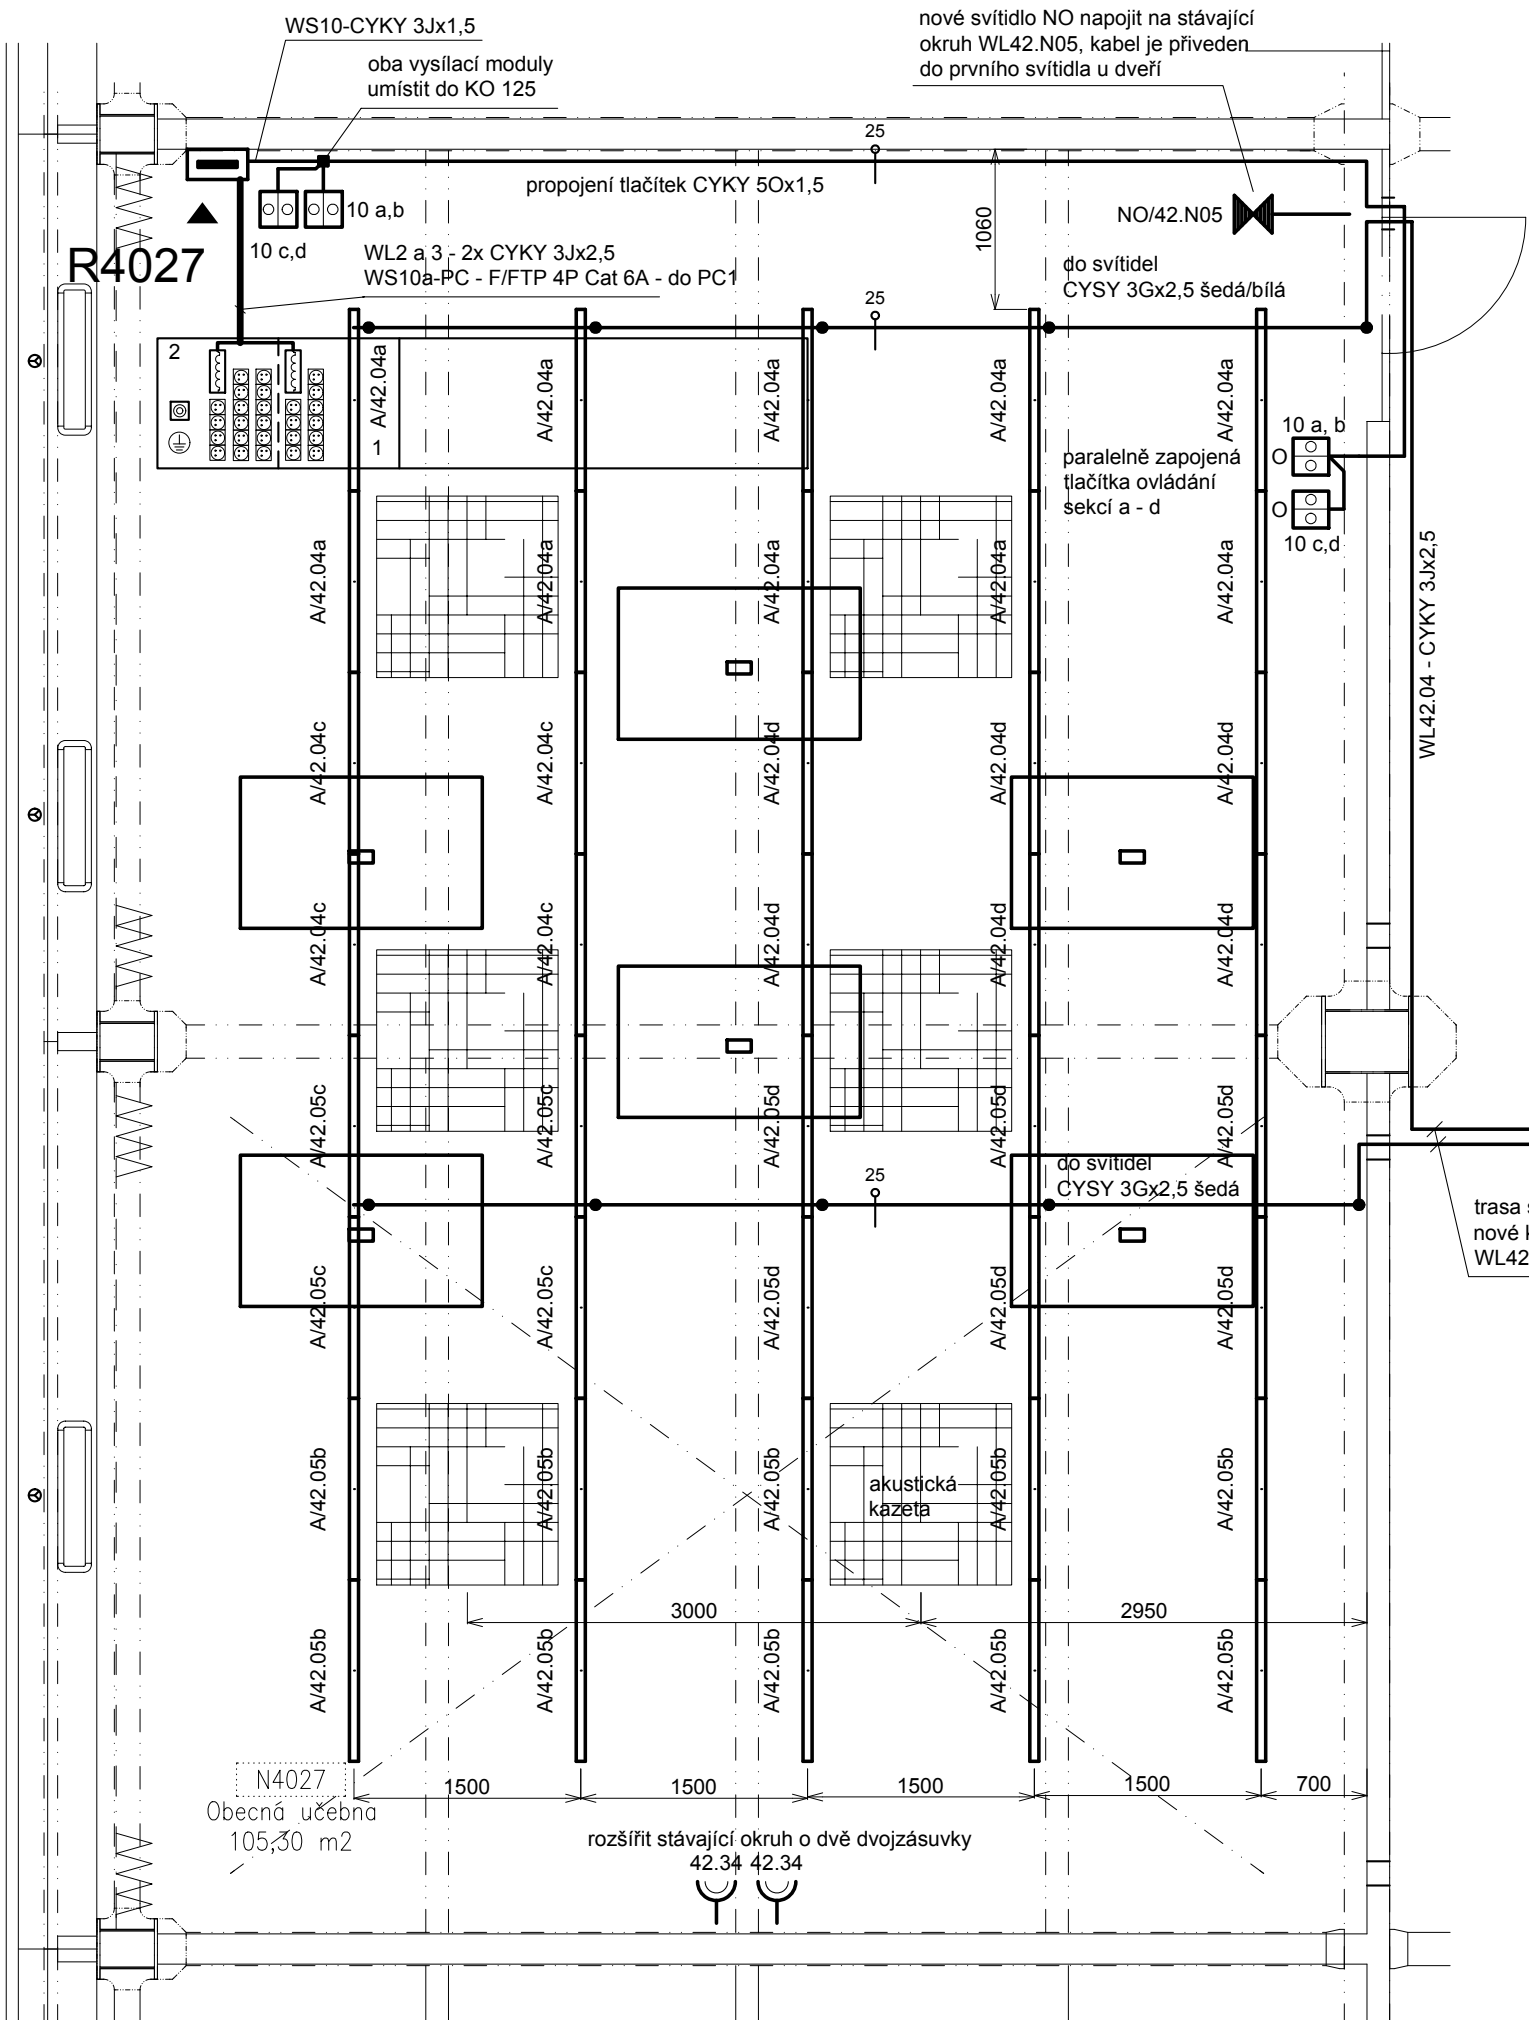 WS10-CYKY 3Jx1,5
oba vysílací moduly
umístit do KO 125
nové svítidlo NO napojit na stávající
okruh WL42.N05, kabel je přiveden
do prvního svítidla u dveří
25
propojení tlačítek CYKY 5Ox1,5
10 a,b
10 c,d
NO/42.N05
1060
R4027
WL2 a 3 - 2x CYKY 3Jx2,5
WS10a-PC - F/FTP 4P Cat 6A - do PC1
do svítidel
CYSY 3Gx2,5 šedá/bílá
25
2
1
A/42.04a
A/42.04a
A/42.04a
A/42.04a
A/42.04a
10 a, b
O
paralelně zapojená
tlačítka ovládání
sekcí a - d
O
10 c,d
WL42.04 - CYKY 3Jx2,5
A/42.04a
A/42.04a
A/42.04a
A/42.04a
A/42.04a
A/42.04c
A/42.04c
A/42.04d
A/42.04d
A/42.04d
A/42.04c
A/42.04c
A/42.04d
A/42.04d
A/42.04d
A/42.05c
A/42.05c
A/42.05d
A/42.05d
A/42.05d
25
do svítidel
CYSY 3Gx2,5 šedá
trasa
nové
WL42
A/42.05c
A/42.05c
A/42.05d
A/42.05d
A/42.05d
A/42.05b
A/42.05b
A/42.05b
A/42.05b
A/42.05b
akustická
kazeta
3000
2950
A/42.05b
A/42.05b
A/42.05b
A/42.05b
A/42.05b
N4027
Obecná učebna
105,30 m2
1500
1500
1500
1500
700
rozšířit stávající okruh o dvě dvojzásuvky
42.34 42.34